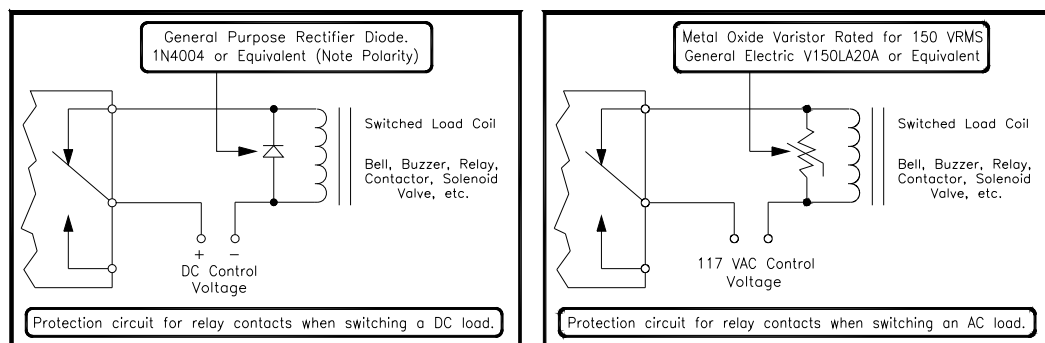 General Purpose Rectifier Diode.
1N4004 or Equivalent (Note Polarity)
Switched Load Coil
Bell, Buzzer, Relay,
Contactor, Solenoid
Valve, etc.
+ −
DC Control
Voltage
Protection circuit for relay contacts when switching a DC load.
Metal Oxide Varistor Rated for 150 VRMS
General Electric V150LA20A or Equivalent
Switched Load Coil
Bell, Buzzer, Relay,
Contactor, Solenoid
Valve, etc.
117 VAC Control
Voltage
Protection circuit for relay contacts when switching an AC load.